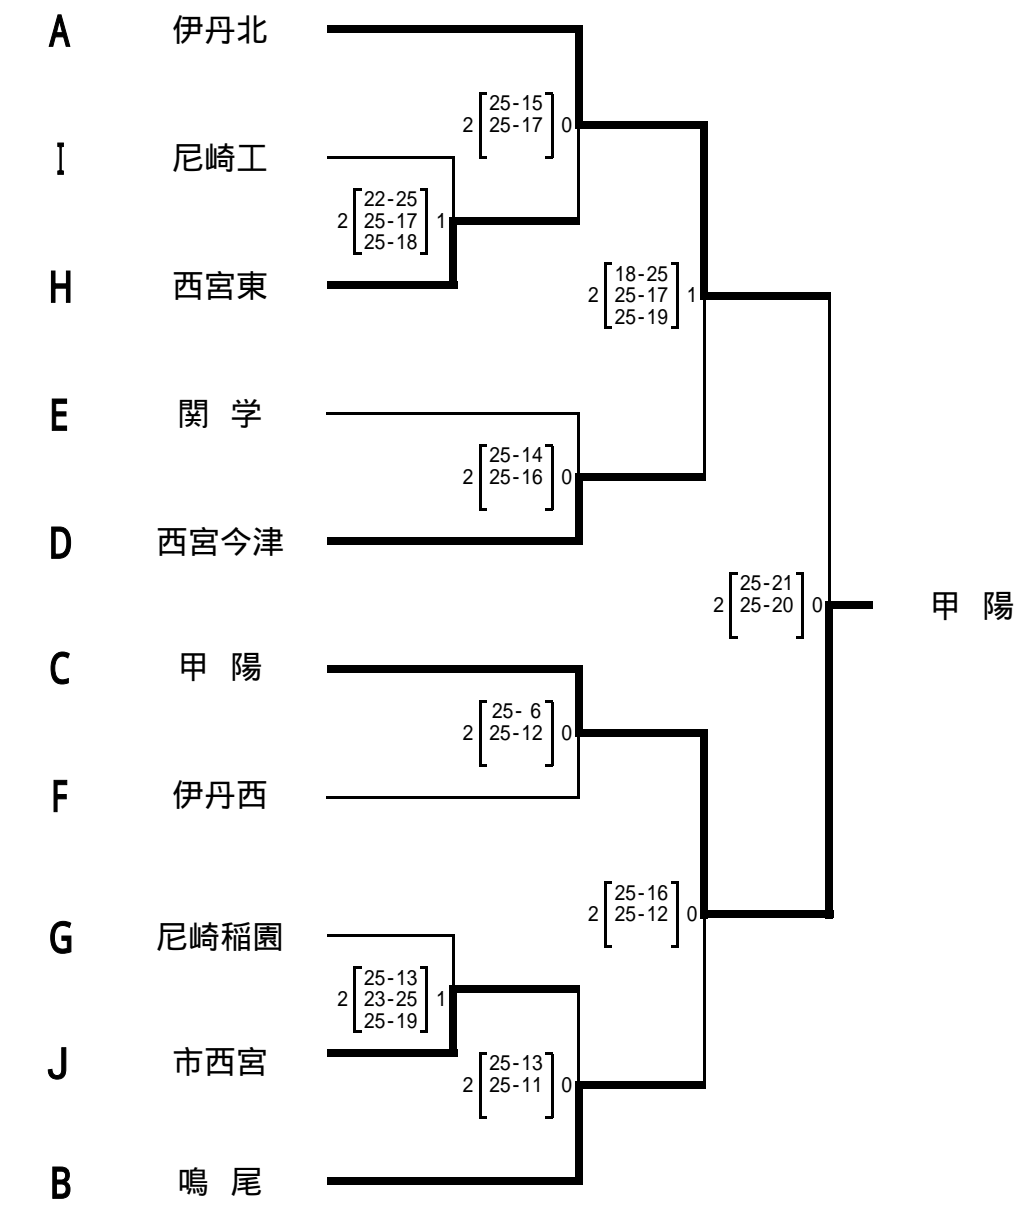 A 伊丹北
25-15
2 25-17 0
I 尼崎工
22-25
2 25-17 1
25-18
H 西宮東
18-25
2 25-17 1
25-19
E 関 学
25-14
2 25-16 0
D 西宮今津
25-21
2 25-20 0
甲 陽
C 甲 陽
25- 6
2 25-12 0
F 伊丹西
25-16
2 25-12 0
G 尼崎稲園
25-13
2 23-25 1
25-19
J 市西宮
25-13
2 25-11 0
B 鳴 尾